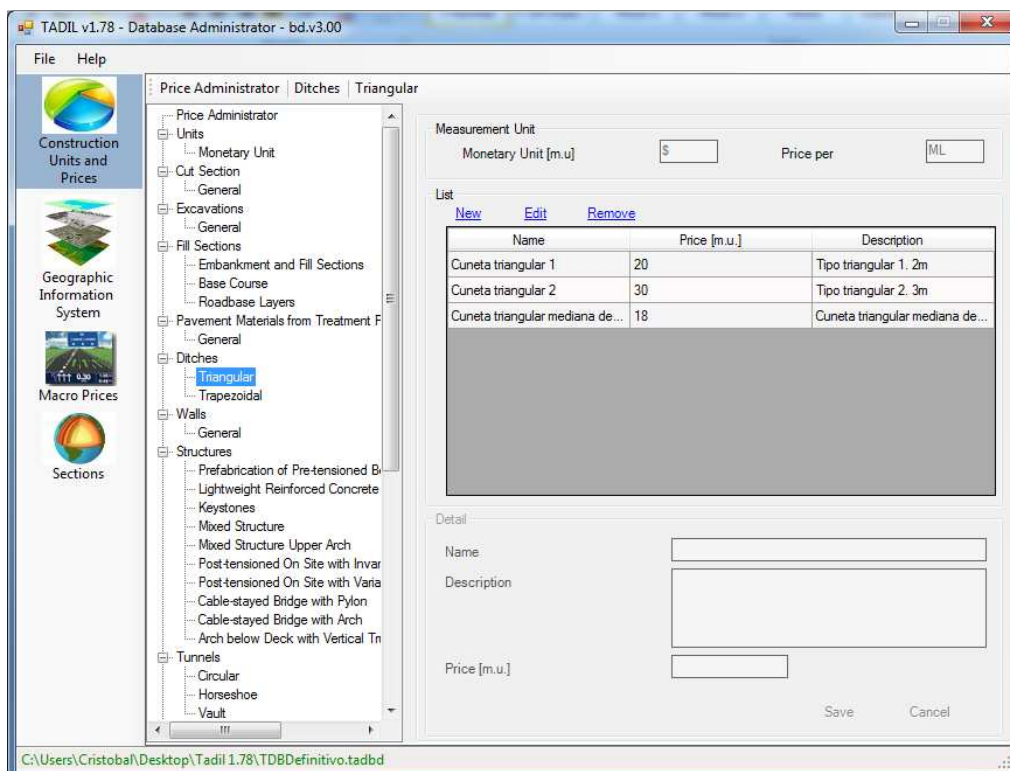 TADIL v1.78 - Database Administrator - bd.v3.00
File Help
Construction
Units and
Prices
Geographic
Information
System
Macro Prices
Sections
Price Administrator Ditches Triangular
Price Administrator
Units
Monetary Unit
Cut Section
General
Excavations
General
Fill Sections
Embankment and Fill Sections
Base Course
Roadbase Layers
Pavement Materials from Treatment
General
Ditches
Triangular
Trapezoidal
Walls
General
Structures
Prefabrication of Pre-tensioned
Lightweight Reinforced Concrete
Keystones
Mixed Structure
Mixed Structure Upper Arch
Post-tensioned On Site with Invar
Post-tensioned On Site with Varia
Cable-stayed Bridge with Pylon
Cable-stayed Bridge with Arch
Arch below Deck with Vertical
Tunnels
Circular
Horseshoe
Vault
Measurement Unit
Monetary Unit [m.u] $ Price per ML
List
New Edit Remove
Name Price [m.u.] Description
Cuneta triangular 1 20 Tipo triangular 1. 2m
Cuneta triangular 2 30 Tipo triangular 2. 3m
Cuneta triangular mediana de... 18 Cuneta triangular mediana de...
Detail
Name
Description
Price [m.u.]
Save Cancel
C:\Users\Cristobal\Desktop\Tadil 1.78\TDBDefinitivo.tadbd